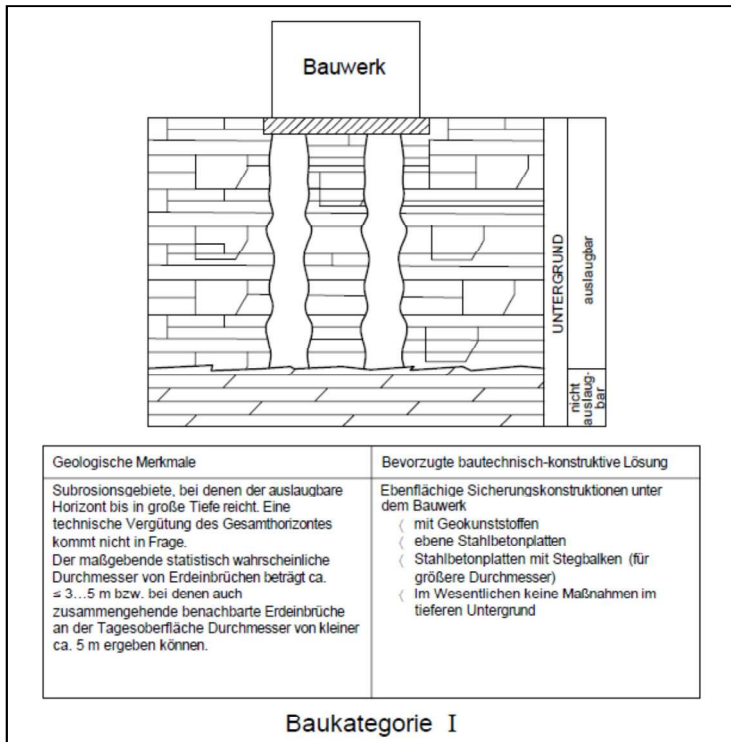 Bauwerk
UNTERGRUND
auslaugbar
nicht
auslaug-
bar
Geologische Merkmale
Subrosionsgebiete, bei denen der auslaugbare
Horizont bis in große Tiefe reicht. Eine
technische Vergütung des Gesamthorizontes
kommt nicht in Frage.
Der maßgebende statistisch wahrscheinliche
Durchmesser von Erdeinbrüchen beträgt ca.
≤ 3...5 m bzw. bei denen auch
zusammengehende benachbarte Erdeinbrüche
an der Tagesoberfläche Durchmesser von kleiner
ca. 5 m ergeben können.
Bevorzugte bautechnisch-konstruktive Lösung
Ebenflächige Sicherungskonstruktionen unter
dem Bauwerk
〈 mit Geokunststoffen
〈 ebene Stahlbetonplatten
〈 Stahlbetonplatten mit Stegbalken (für
größere Durchmesser)
〈 Im Wesentlichen keine Maßnahmen im
tieferen Untergrund
Baukategorie I